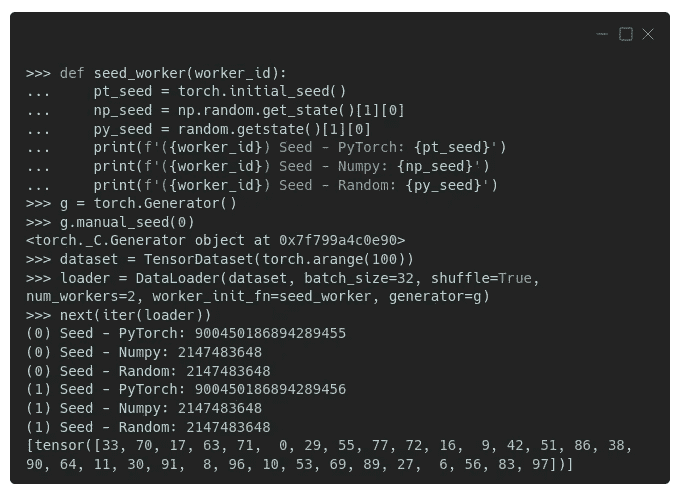 >>> def seed_worker(worker_id):
...     pt_seed = torch.initial_seed()
...     np_seed = np.random.get_state()[1][0]
...     py_seed = random.getstate()[1][0]
...     print(f'({worker_id}) Seed - PyTorch: {pt_seed}')
...     print(f'({worker_id}) Seed - Numpy: {np_seed}')
...     print(f'({worker_id}) Seed - Random: {py_seed}')
>>> g = torch.Generator()
>>> g.manual_seed(0)
<torch._C.Generator object at 0x7f799a4c0e90>
>>> dataset = TensorDataset(torch.arange(100))
>>> loader = DataLoader(dataset, batch_size=32, shuffle=True,
num_workers=2, worker_init_fn=seed_worker, generator=g)
>>> next(iter(loader))
(0) Seed - PyTorch: 900450186894289455
(0) Seed - Numpy: 2147483648
(0) Seed - Random: 2147483648
(1) Seed - PyTorch: 900450186894289456
(1) Seed - Numpy: 2147483648
(1) Seed - Random: 2147483648
[tensor([33, 70, 17, 63, 71,  0, 29, 55, 77, 72, 16,  9, 42, 51, 86, 38,
90, 64, 11, 30, 91,  8, 96, 10, 53, 69, 89, 27,  6, 56, 83, 97])]